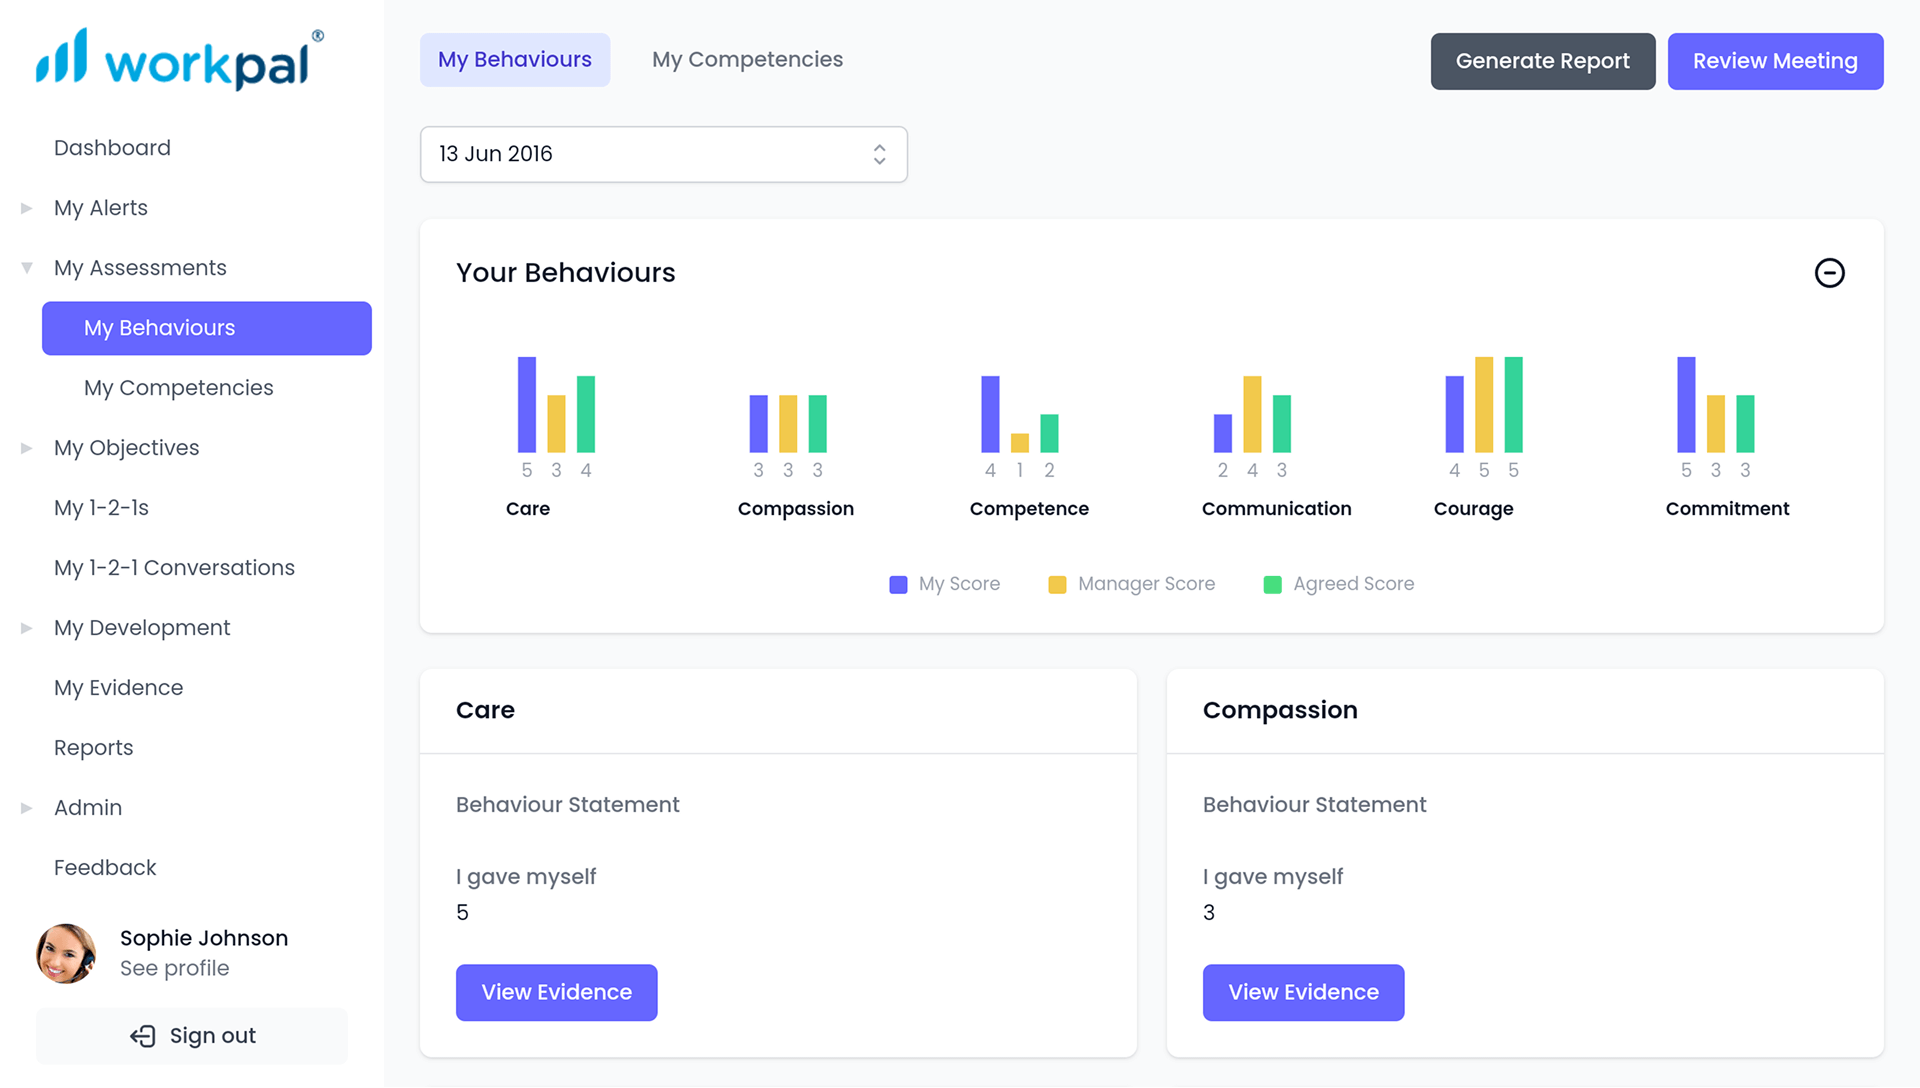 workpal®
Dashboard
My Alerts
My Assessments
My Behaviours
My Competencies
My Objectives
My 1-2-1s
My 1-2-1 Conversations
My Development
My Evidence
Reports
Admin
Feedback
Sophie Johnson
See profile
Sign out
My Behaviours My Competencies Generate Report Review Meeting
13 Jun 2016
Your Behaviours
5 3 4 3 3 3 4 1 2 2 4 3 4 5 5 5 3 3
Care Compassion Competence Communication Courage Commitment
My Score Manager Score Agreed Score
Care
Behaviour Statement
I gave myself
5
View Evidence
Compassion
Behaviour Statement
I gave myself
3
View Evidence